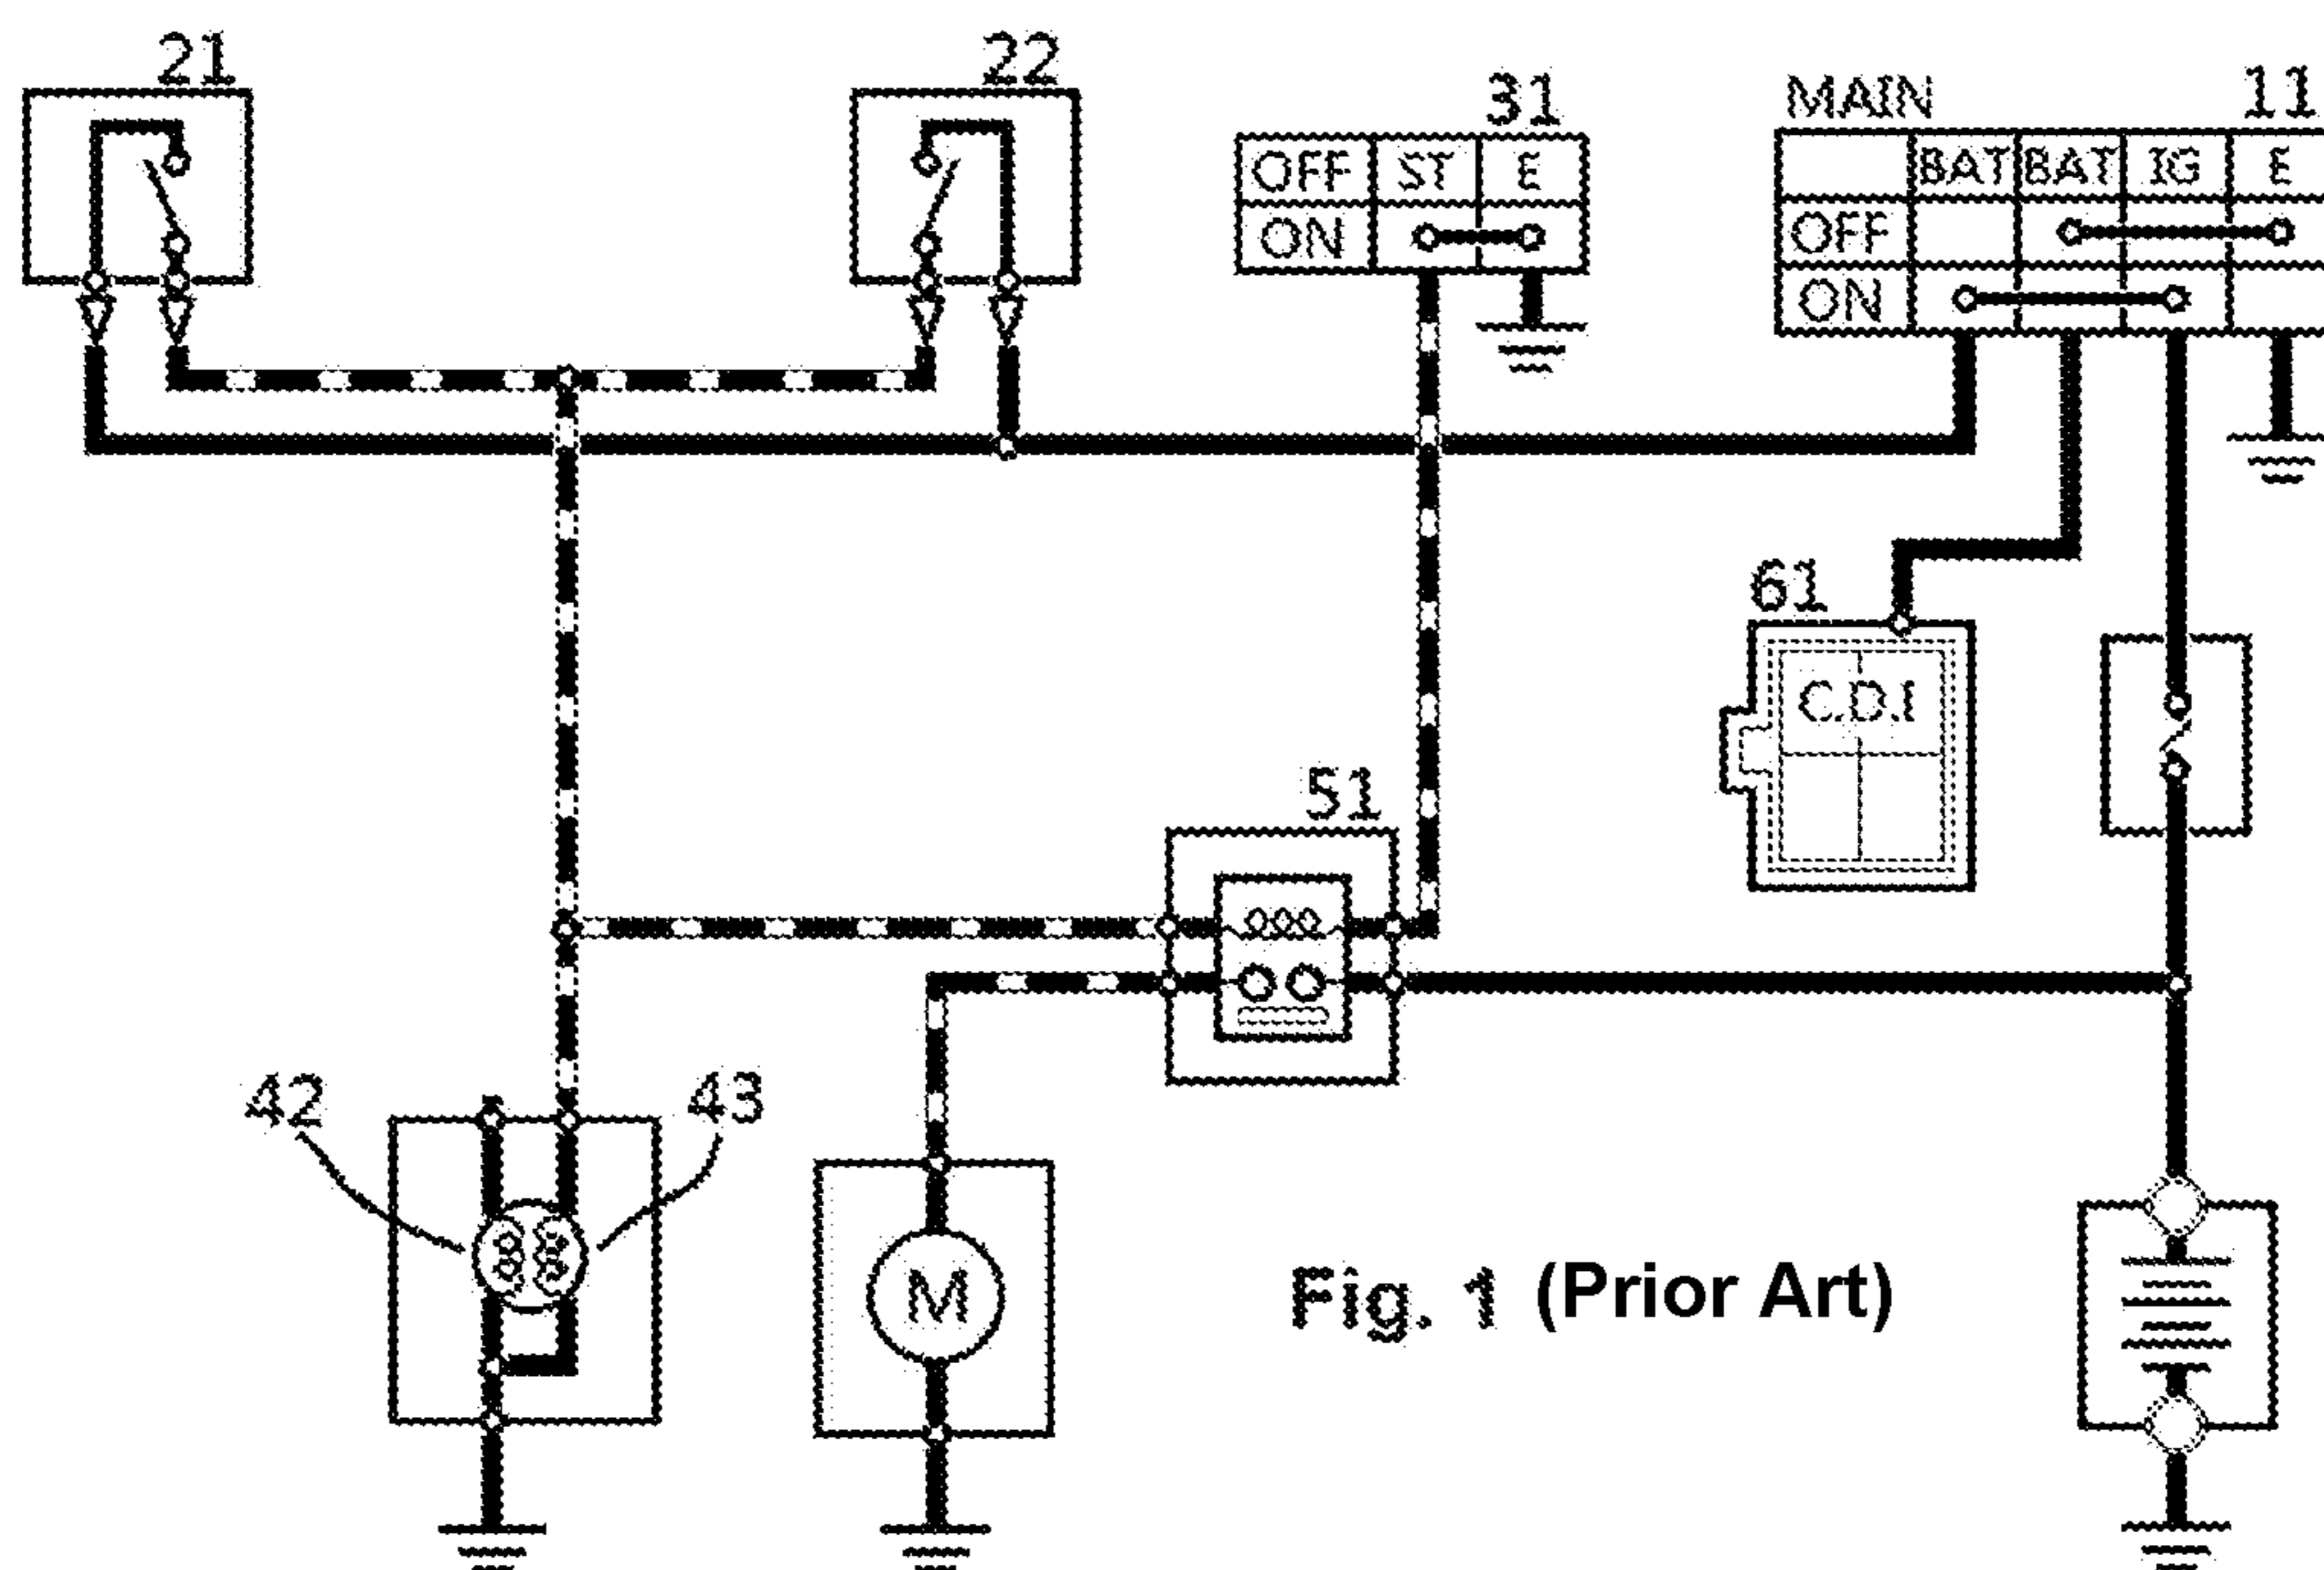 21
22
31
MAIN
11
OFF ST E
ON
BAT BAT IG E
OFF
ON
61
C.D.I
51
42
43
M
Fig. 1 (Prior Art)